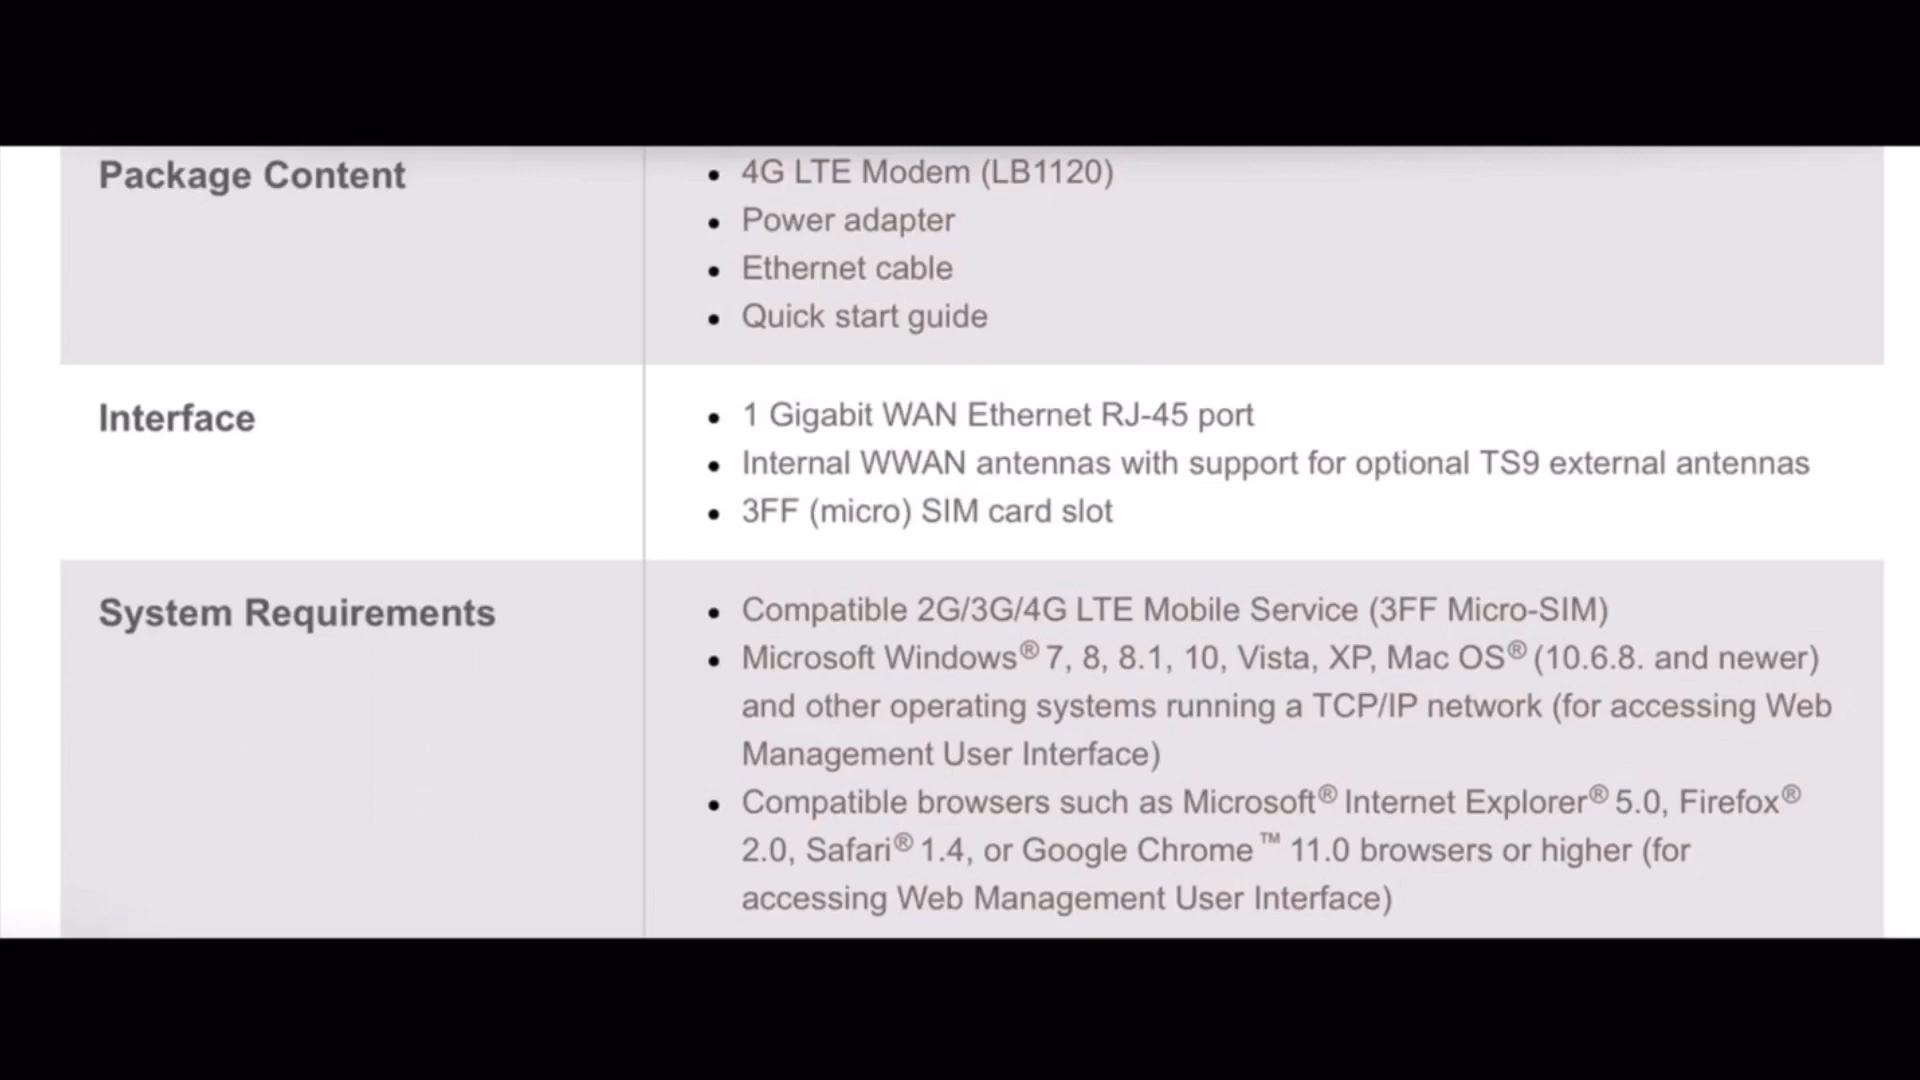 Package Content
4G LTE Modem (LB1120)
Power adapter
Ethernet cable
Quick start guide
Interface
1 Gigabit WAN Ethernet RJ-45 port
Internal WWAN antennas with support for optional TS9 external antennas
3FF (micro) SIM card slot
System Requirements
Compatible 2G/3G/4G LTE Mobile Service (3FF Micro-SIM)
Microsoft Windows® 7, 8, 8.1, 10, Vista, XP, Mac OS® (10.6.8. and newer)
and other operating systems running a TCP/IP network (for accessing Web
Management User Interface)
Compatible browsers such as Microsoft® Internet Explorer® 5.0, Firefox®
2.0, Safari® 1.4, or Google Chrome™ 11.0 browsers or higher (for
accessing Web Management User Interface)